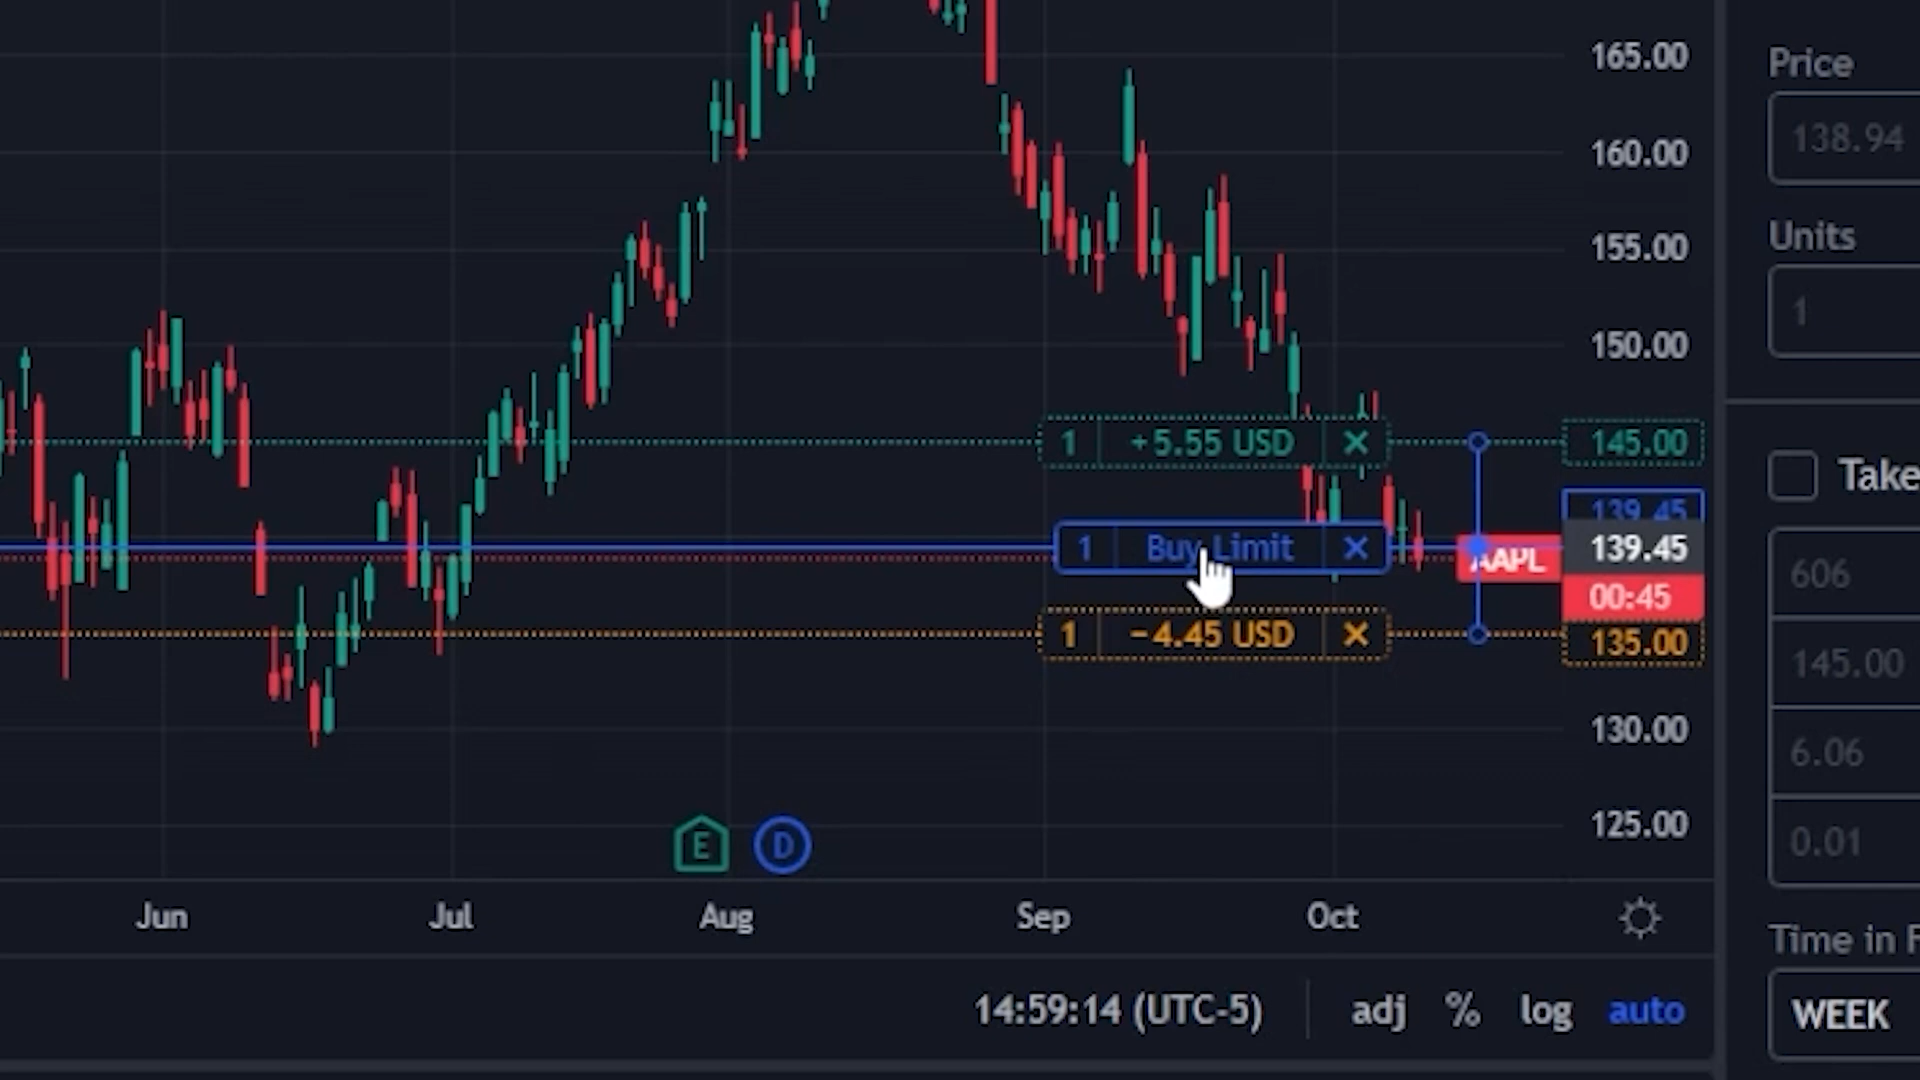 165.00
160.00
155.00
150.00
1 +5.55 USD × 145.00
139.45
1 Buy Limit × AAPL 139.45
00:45
1 −4.45 USD × 135.00
130.00
125.00
E D
Jun Jul Aug Sep Oct
14:59:14 (UTC-5) adj % log auto
Price
138.94
Units
1
Take
606
145.00
6.06
0.01
Time in
WEEK